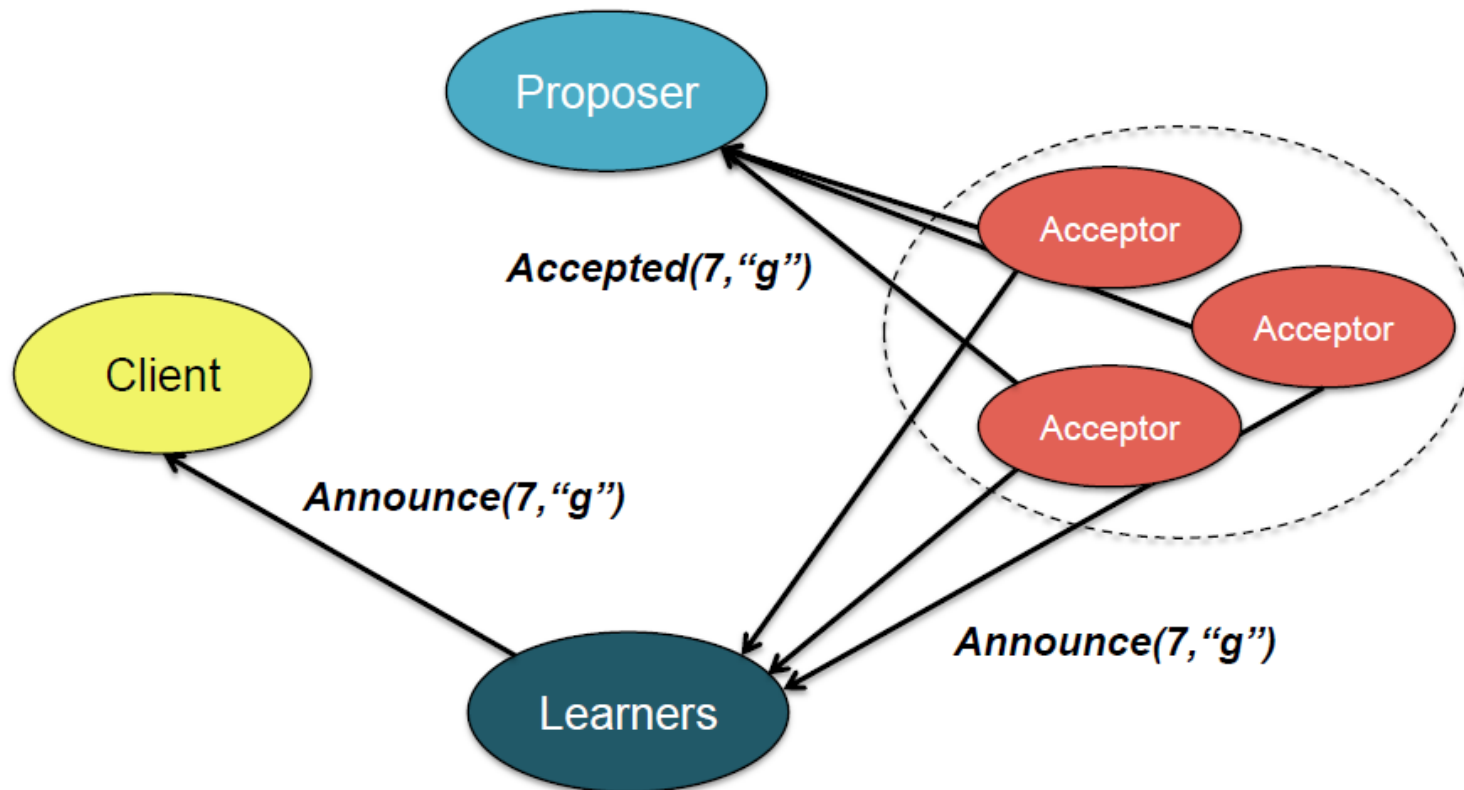 Proposer
Acceptor
Accepted(7,“g”)
Acceptor
Client
Acceptor
Announce(7,“g”)
Announce(7,“g”)
Learners